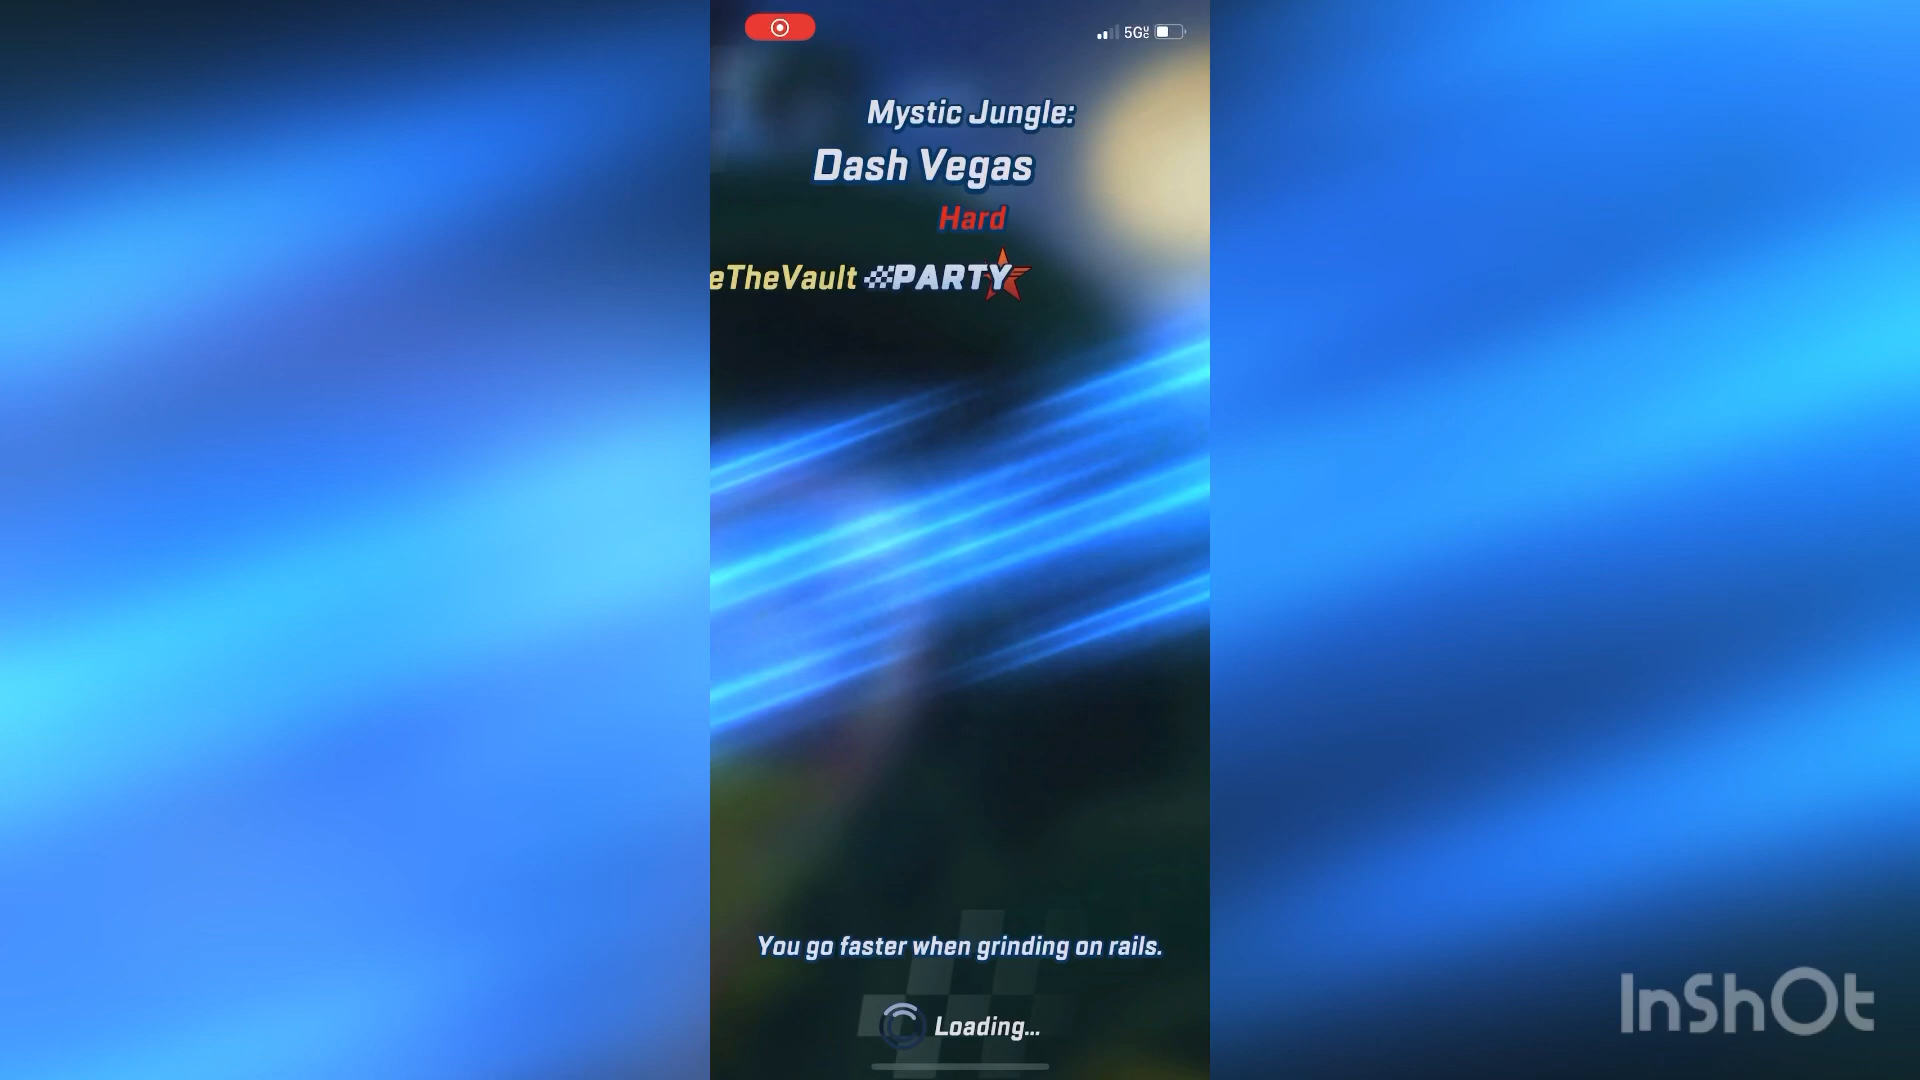 5G
Mystic Jungle:
Dash Vegas
Hard
eTheVault PARTY
You go faster when grinding on rails.
Loading...
InShOt